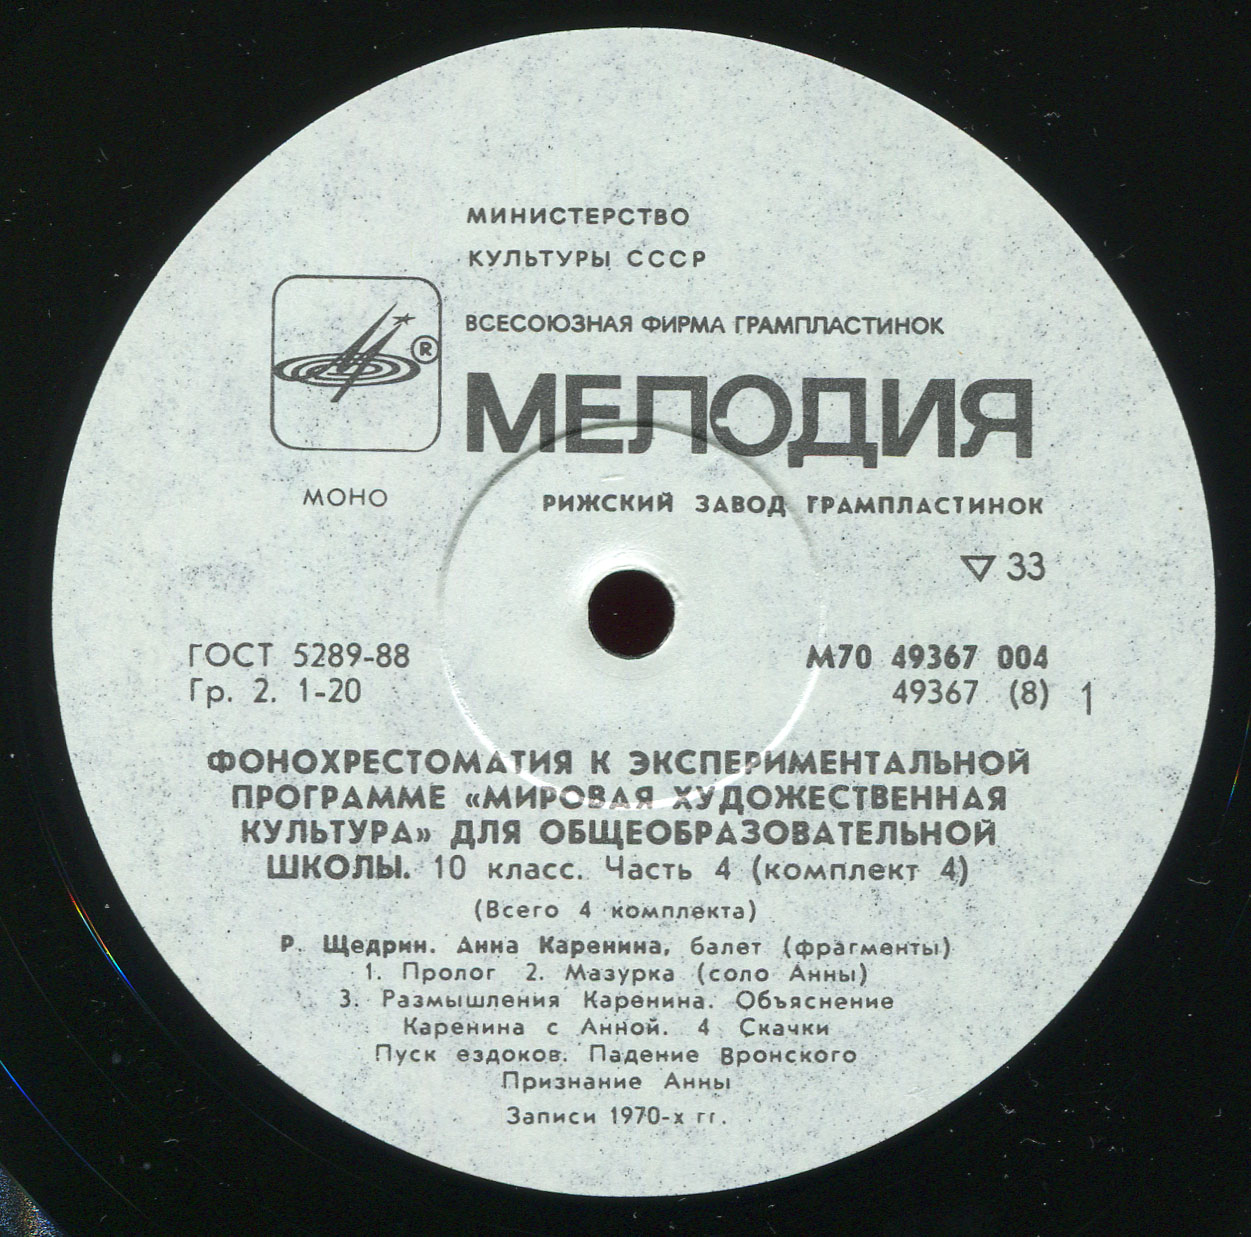 МИНИСТЕРСТВО
КУЛЬТУРЫ СССР
ВСЕСОЮЗНАЯ ФИРМА ГРАМПЛАСТИНОК
®
МЕЛОДИЯ
МОНО
РИЖСКИЙ ЗАВОД ГРАМПЛАСТИНОК
▽ 33
ГОСТ 5289-88
Гр. 2. 1-20
М70 49367 004
49367 (8) 1
ФОНОХРЕСТОМАТИЯ К ЭКСПЕРИМЕНТАЛЬНОЙ
ПРОГРАММЕ «МИРОВАЯ ХУДОЖЕСТВЕННАЯ
КУЛЬТУРА» ДЛЯ ОБЩЕОБРАЗОВАТЕЛЬНОЙ
ШКОЛЫ. 10 класс. Часть 4 (комплект 4)
(Всего 4 комплекта)
Р. Щедрин. Анна Каренина, балет (фрагменты)
1. Пролог 2. Мазурка (соло Анны)
3. Размышления Каренина. Объяснение
Каренина с Анной. 4 Скачки
Пуск ездоков. Падение Вронского
Признание Анны
Записи 1970-х гг.